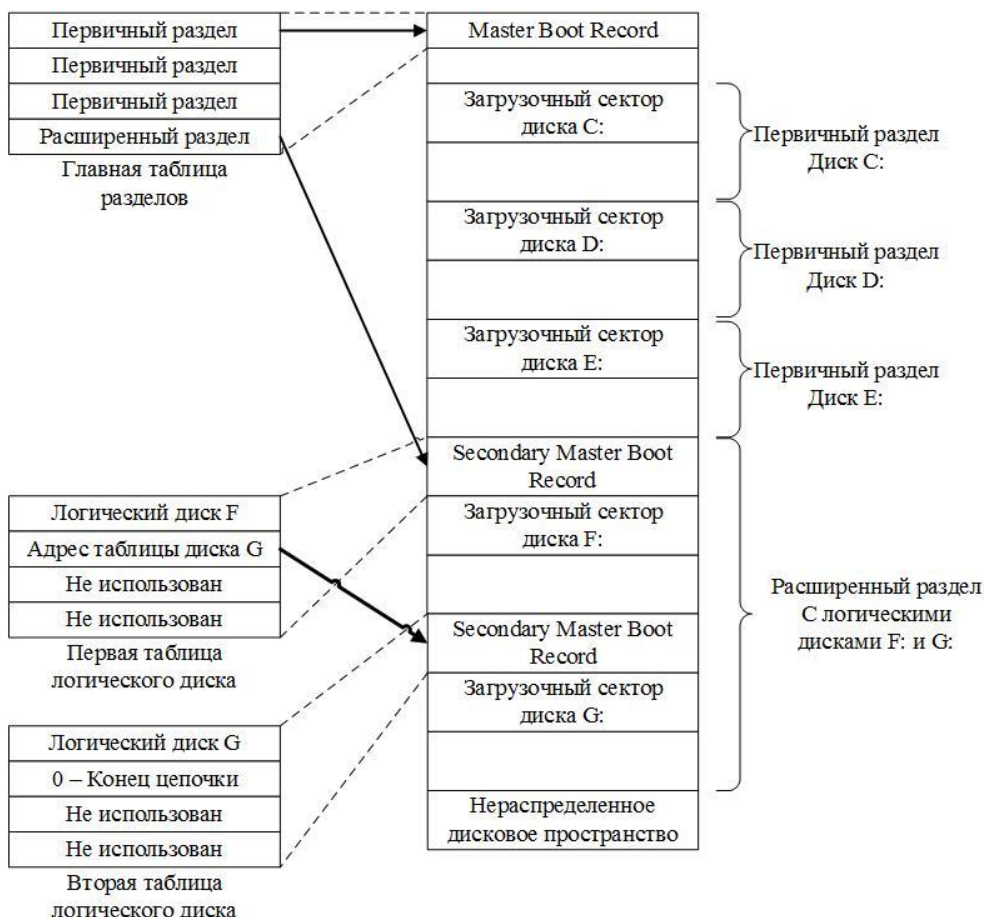 Первичный раздел
Первичный раздел
Первичный раздел
Расширенный раздел
Главная таблица
разделов
Master Boot Record
Загрузочный сектор
диска C:
Загрузочный сектор
диска D:
Загрузочный сектор
диска E:
Secondary Master Boot
Record
Загрузочный сектор
диска F:
Secondary Master Boot
Record
Загрузочный сектор
диска G:
Нераспределенное
дисковое пространство
Первичный раздел
Диск C:
Первичный раздел
Диск D:
Первичный раздел
Диск E:
Расширенный раздел
С логическими
дисками F: и G:
Логический диск F
Адрес таблицы диска G
Не использован
Не использован
Первая таблица
логического диска
Логический диск G
0 – Конец цепочки
Не использован
Не использован
Вторая таблица
логического диска